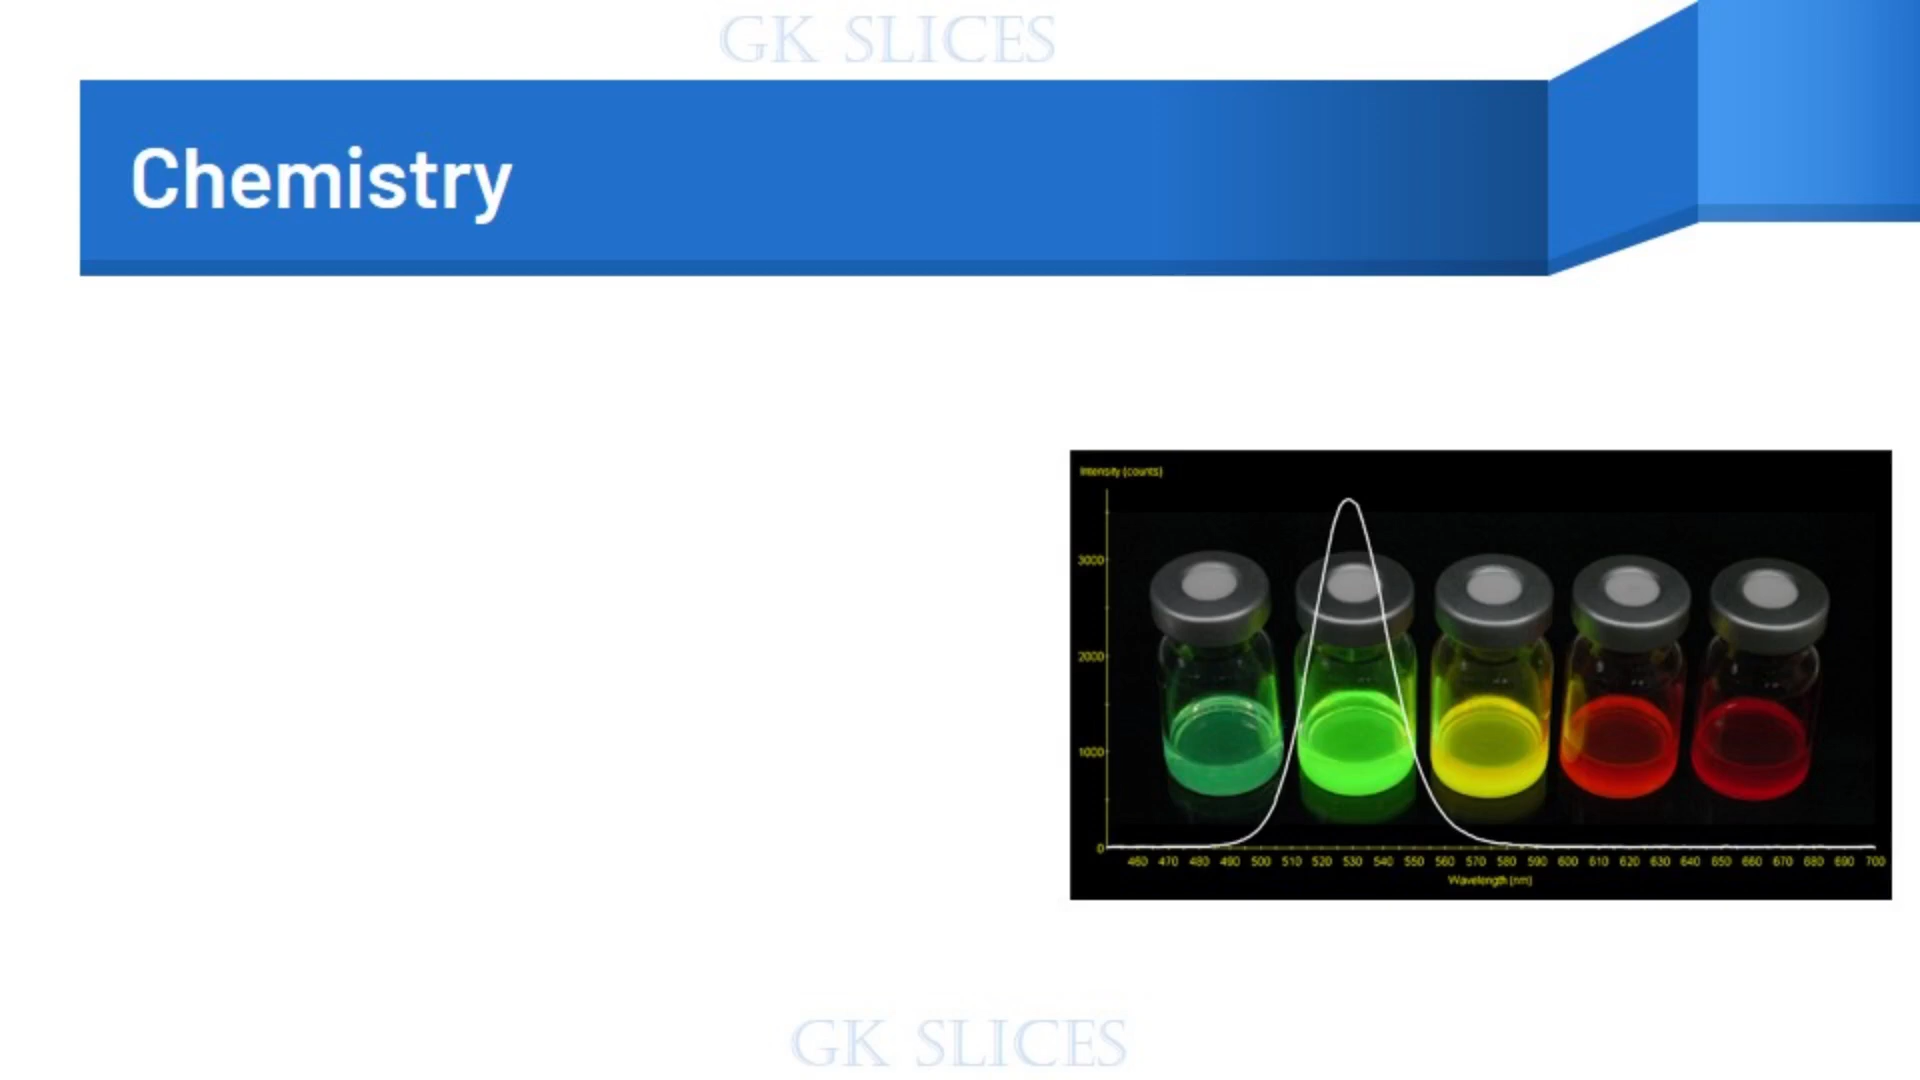 GK SLICES
Chemistry
Intensity (counts)
3000
2000
1000
0
460 470 480 490 500 510 520 530 540 550 560 570 580 590 600 610 620 630 640 650 660 670 680 690 700
Wavelength (nm)
GK SLICES